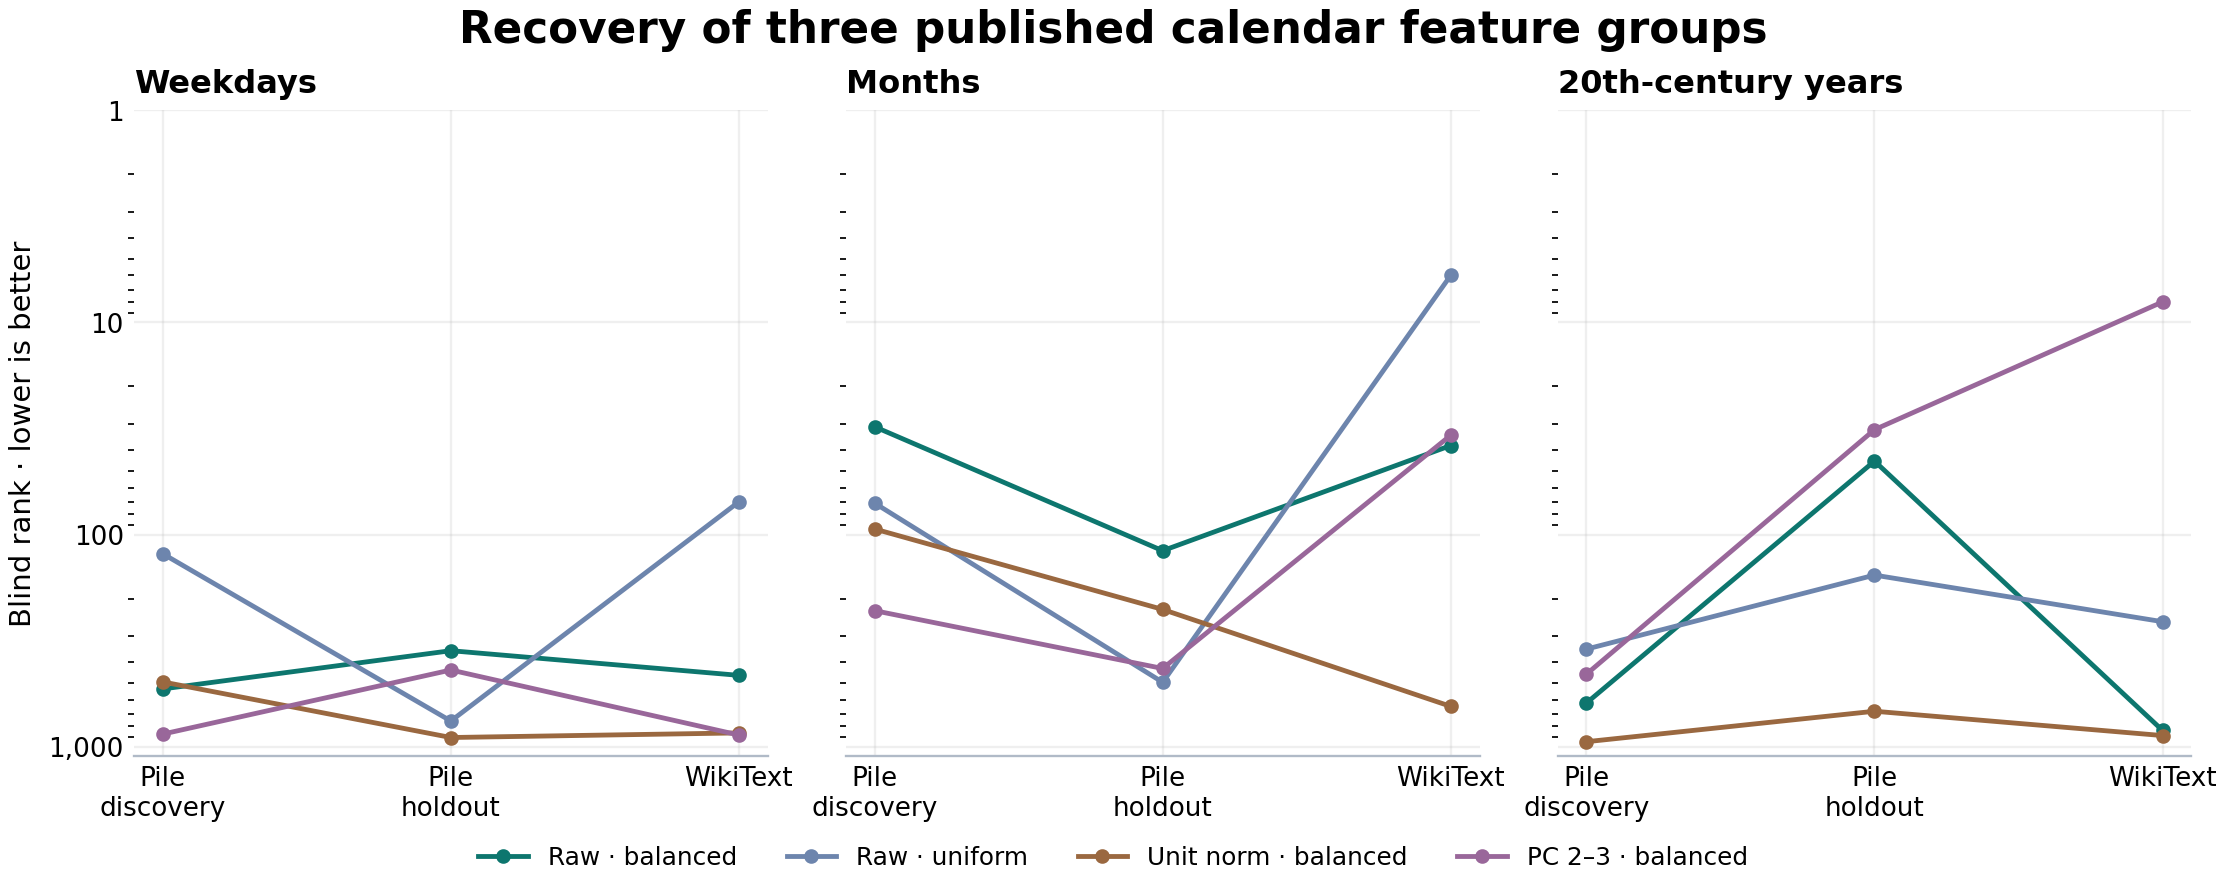 Recovery of three published calendar feature groups
Weekdays
Months
20th-century years
Blind rank · lower is better
1
10
100
1,000
Pile
discovery
Pile
holdout
WikiText
Pile
discovery
Pile
holdout
WikiText
Pile
discovery
Pile
holdout
WikiText
Raw · balanced
Raw · uniform
Unit norm · balanced
PC 2–3 · balanced